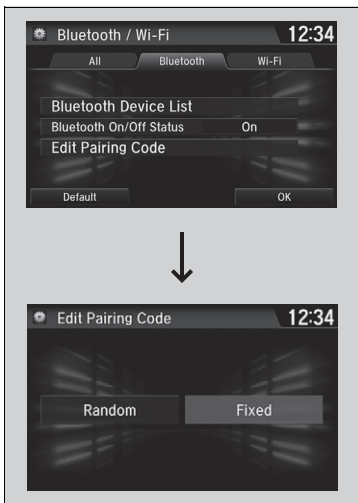 Bluetooth / Wi-Fi 12:34
All Bluetooth Wi-Fi
Bluetooth Device List
Bluetooth On/Off Status On
Edit Pairing Code
Default OK
Edit Pairing Code 12:34
Random Fixed